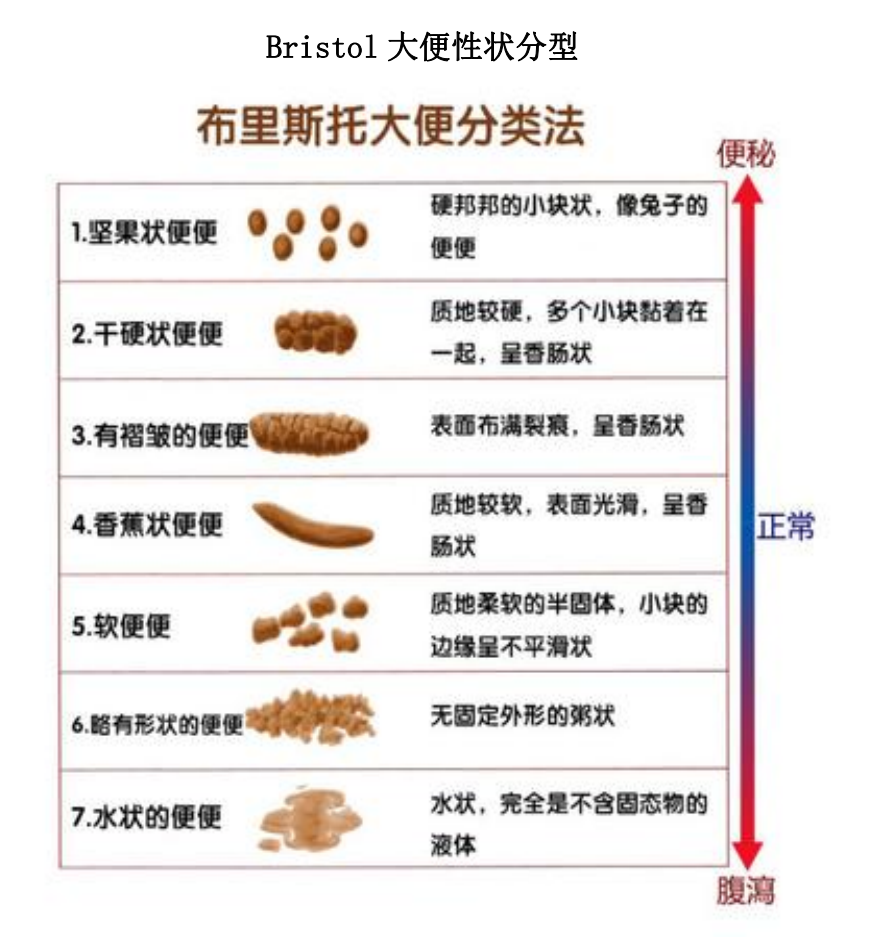 Bristol 大便性状分型
布里斯托大便分类法
便秘
1.坚果状便便
硬邦邦的小块状，像兔子的
便便
2.干硬状便便
质地较硬，多个小块黏着在
一起，呈香肠状
3.有褶皱的便便
表面布满裂痕，呈香肠状
4.香蕉状便便
质地较软，表面光滑，呈香
肠状
正常
5.软便便
质地柔软的半固体，小块的
边缘呈不平滑状
6.略有形状的便便
无固定外形的粥状
7.水状的便便
水状，完全是不含固态物的
液体
腹瀉